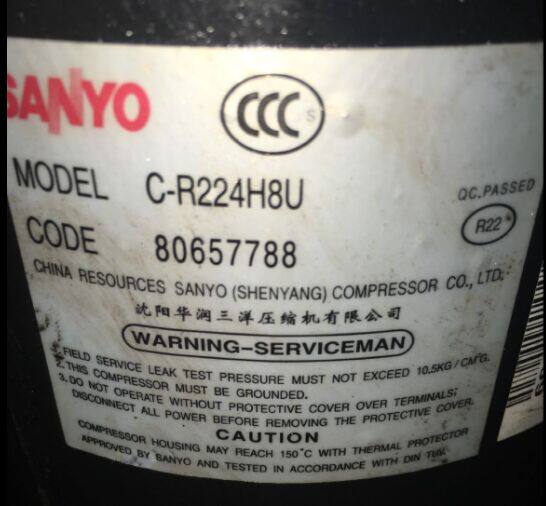 SANYO
CCC S
MODEL C-R224H8U
QC.PASSED
R22
CODE 80657788
CHINA RESOURCES SANYO (SHENYANG) COMPRESSOR CO., LTD.
沈阳华润三洋压缩机有限公司
WARNING-SERVICEMAN
FIELD SERVICE LEAK TEST PRESSURE MUST NOT EXCEED 10.5KG/CM²G.
2. THIS COMPRESSOR MUST BE GROUNDED.
3. DO NOT OPERATE WITHOUT PROTECTIVE COVER OVER TERMINALS;
DISCONNECT ALL POWER BEFORE REMOVING THE PROTECTIVE COVER.
CAUTION
COMPRESSOR HOUSING MAY REACH 150°C WITH THERMAL PROTECTOR
APPROVED BY SANYO AND TESTED IN ACCORDANCE WITH DIN TUV.